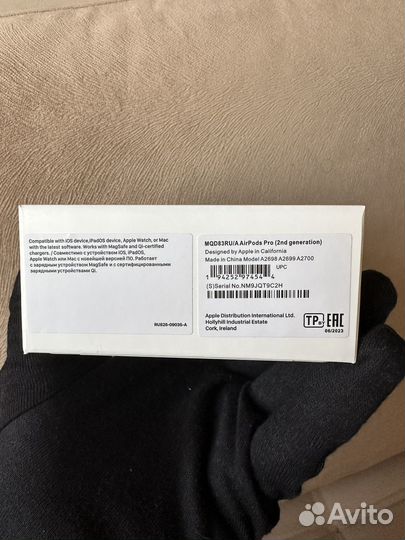 Compatible with iOS device, iPadOS device, Apple Watch, or Mac
with the latest software. Works with MagSafe and Qi-certified
chargers. / Совместимо с устройством iOS, iPadOS,
Apple Watch или Mac с новейшей версией ПО. Работает
с зарядным устройством MagSafe и с сертифицированными
зарядными устройствами Qi.
RU828-09035-A
MQD83RU/A AirPods Pro (2nd generation)
Designed by Apple in California
Made in China Model A2698 A2699 A2700
1 94252 97454 4
UPC
(S)Serial No. NM9JQT9C2H
Apple Distribution International Ltd.
Hollyhill Industrial Estate
Cork, Ireland
TP
EAC
06/2023
Avito